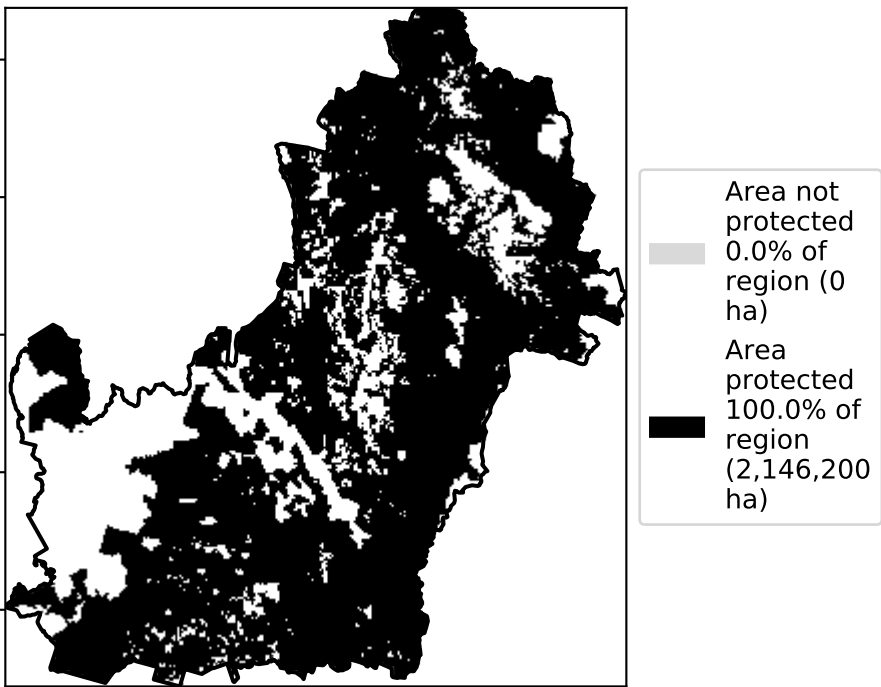 Area not
protected
0.0% of
region (0
ha)
Area
protected
100.0% of
region
(2,146,200
ha)